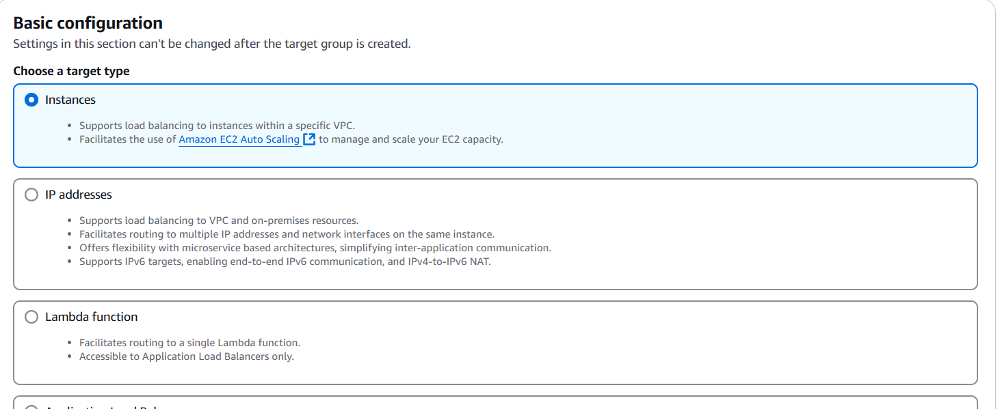 Basic configuration
Settings in this section can't be changed after the target group is created.
Choose a target type
Instances
• Supports load balancing to instances within a specific VPC.
• Facilitates the use of Amazon EC2 Auto Scaling to manage and scale your EC2 capacity.
IP addresses
• Supports load balancing to VPC and on-premises resources.
• Facilitates routing to multiple IP addresses and network interfaces on the same instance.
• Offers flexibility with microservice based architectures, simplifying inter-application communication.
• Supports IPv6 targets, enabling end-to-end IPv6 communication, and IPv4-to-IPv6 NAT.
Lambda function
• Facilitates routing to a single Lambda function.
• Accessible to Application Load Balancers only.